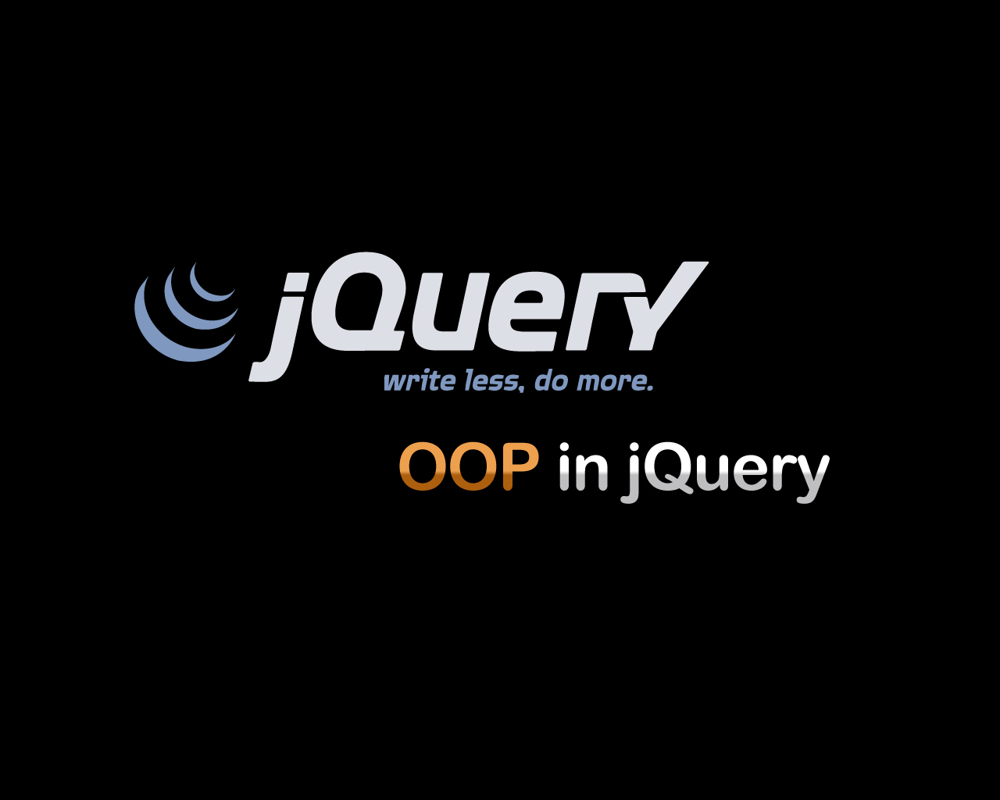 jQuery
write less, do more.
OOP in jQuery